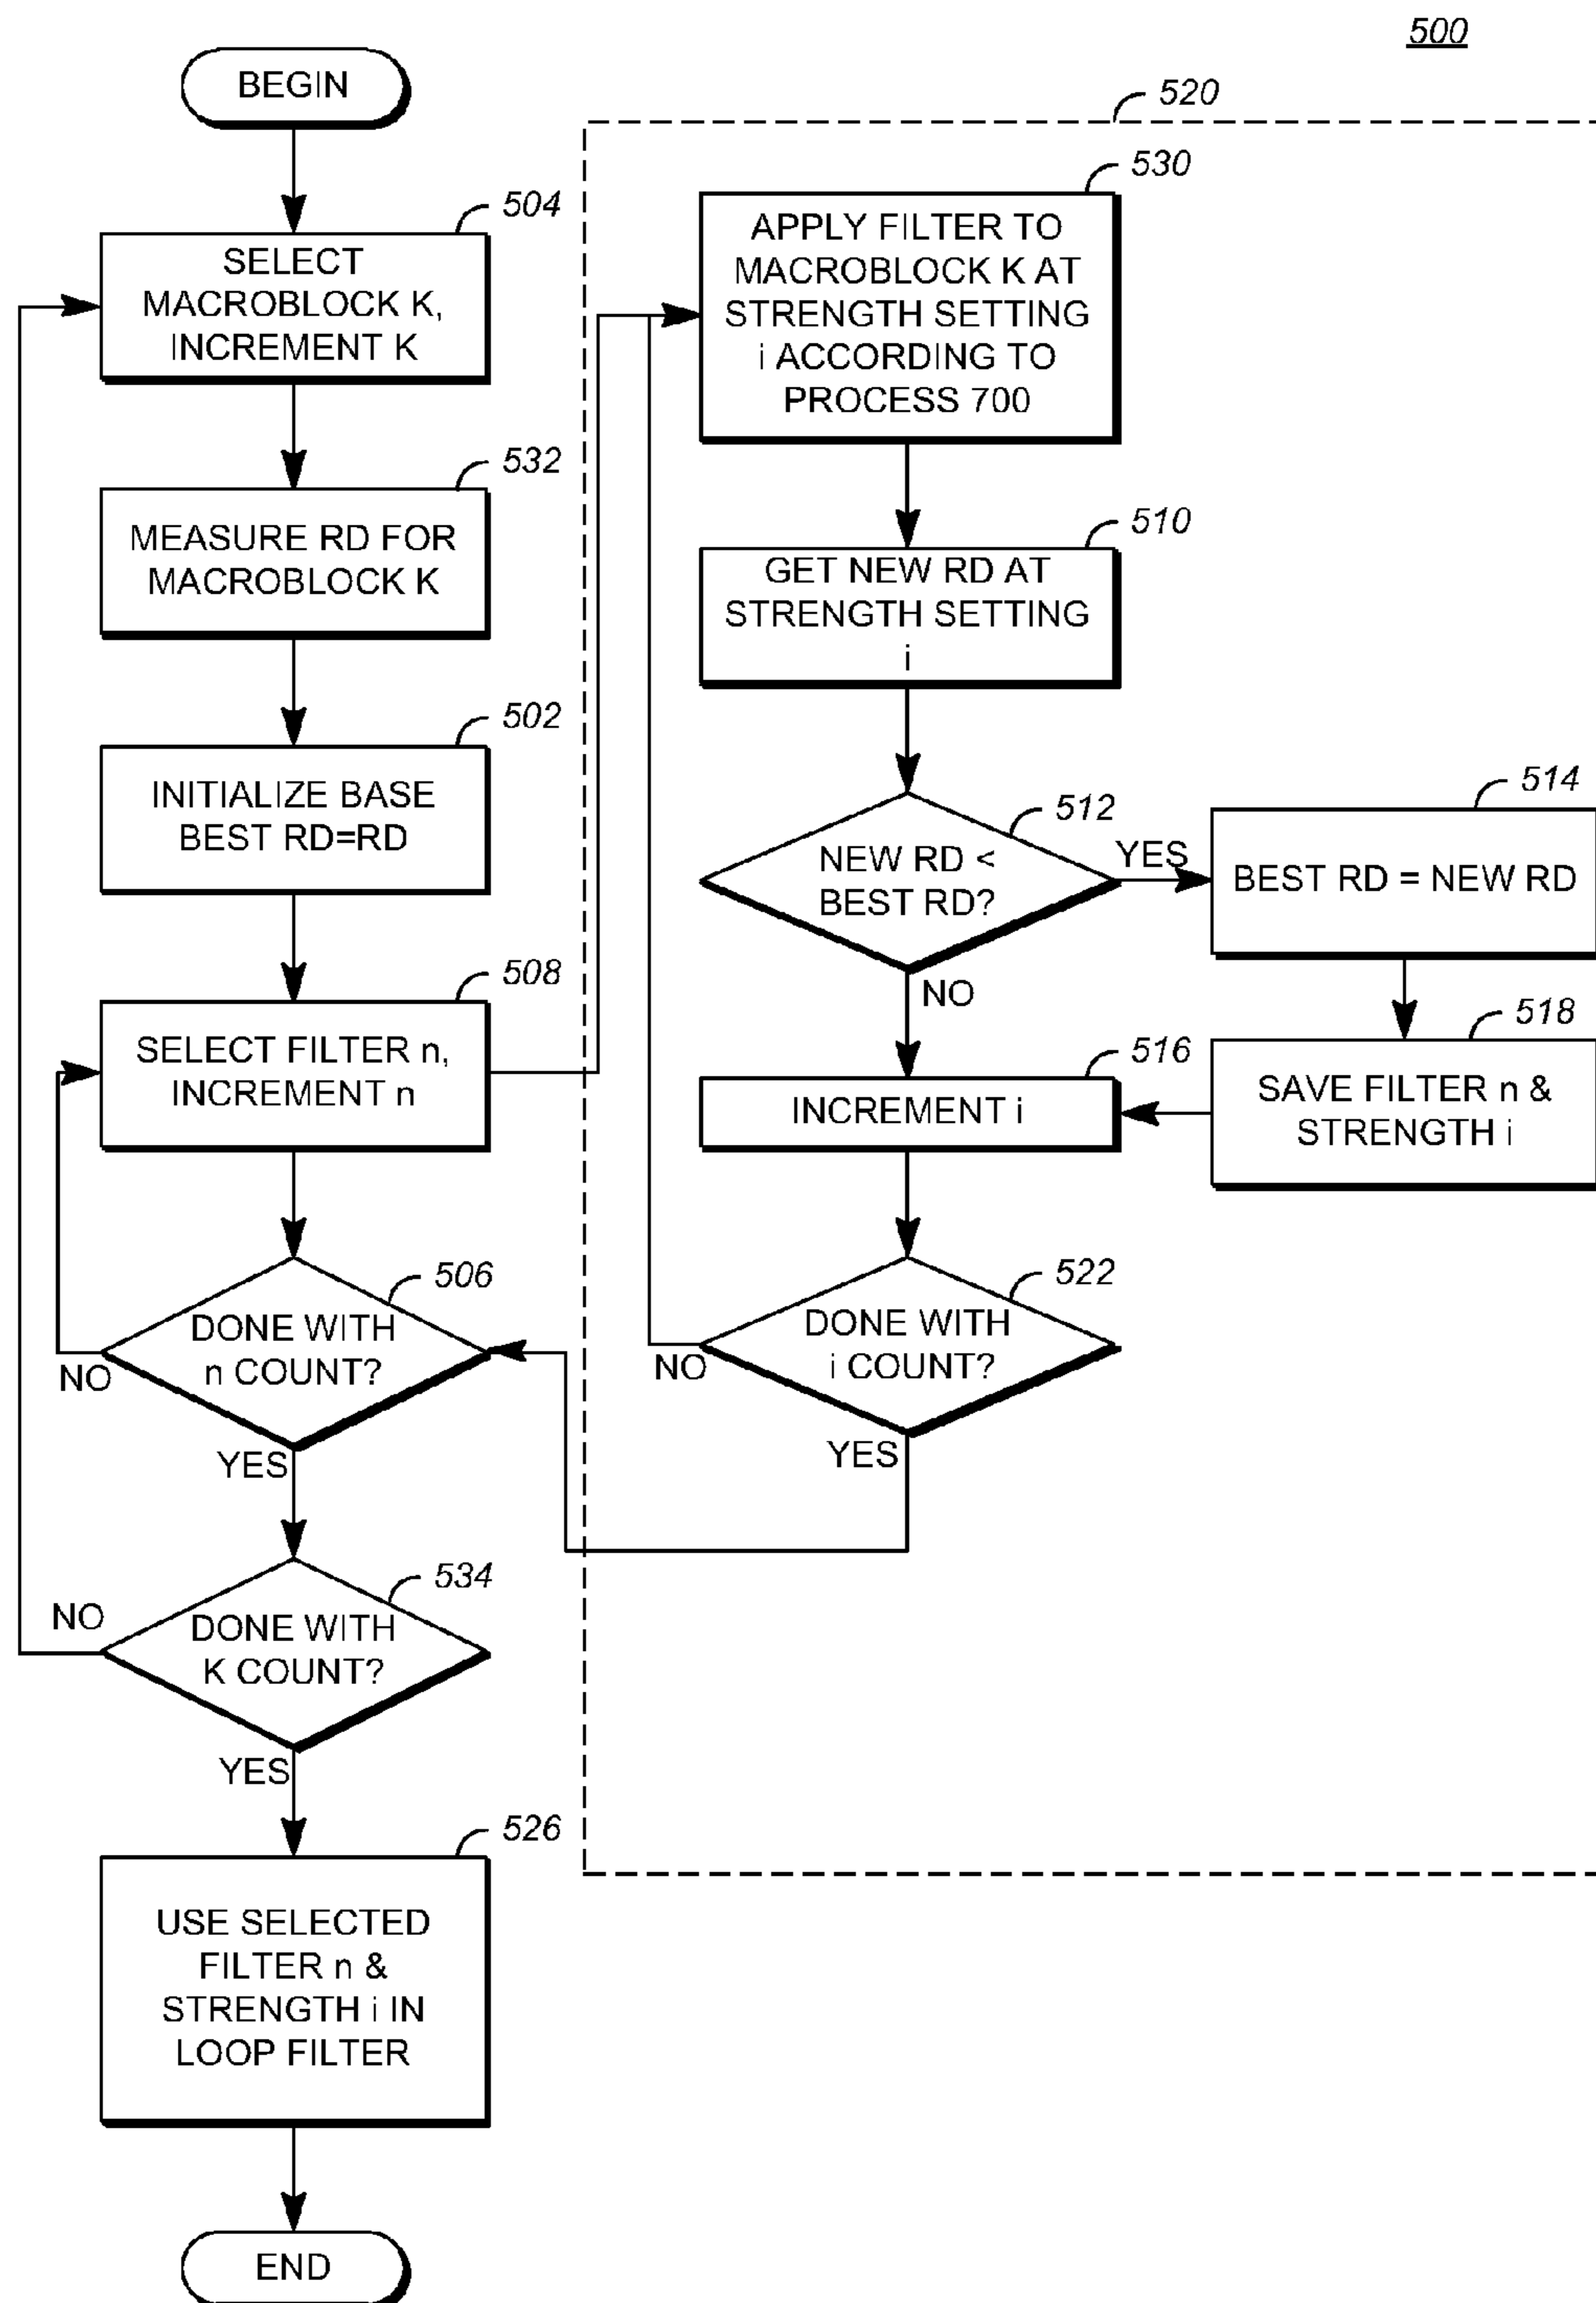 500
BEGIN
504
SELECT
MACROBLOCK K,
INCREMENT K
532
MEASURE RD FOR
MACROBLOCK K
502
INITIALIZE BASE
BEST RD=RD
508
SELECT FILTER n,
INCREMENT n
506
DONE WITH
n COUNT?
NO
YES
534
DONE WITH
K COUNT?
NO
YES
526
USE SELECTED
FILTER n &
STRENGTH i IN
LOOP FILTER
END
520
530
APPLY FILTER TO
MACROBLOCK K AT
STRENGTH SETTING
i ACCORDING TO
PROCESS 700
510
GET NEW RD AT
STRENGTH SETTING
i
512
NEW RD <
BEST RD?
YES
NO
514
BEST RD = NEW RD
518
SAVE FILTER n &
STRENGTH i
516
INCREMENT i
522
DONE WITH
i COUNT?
NO
YES